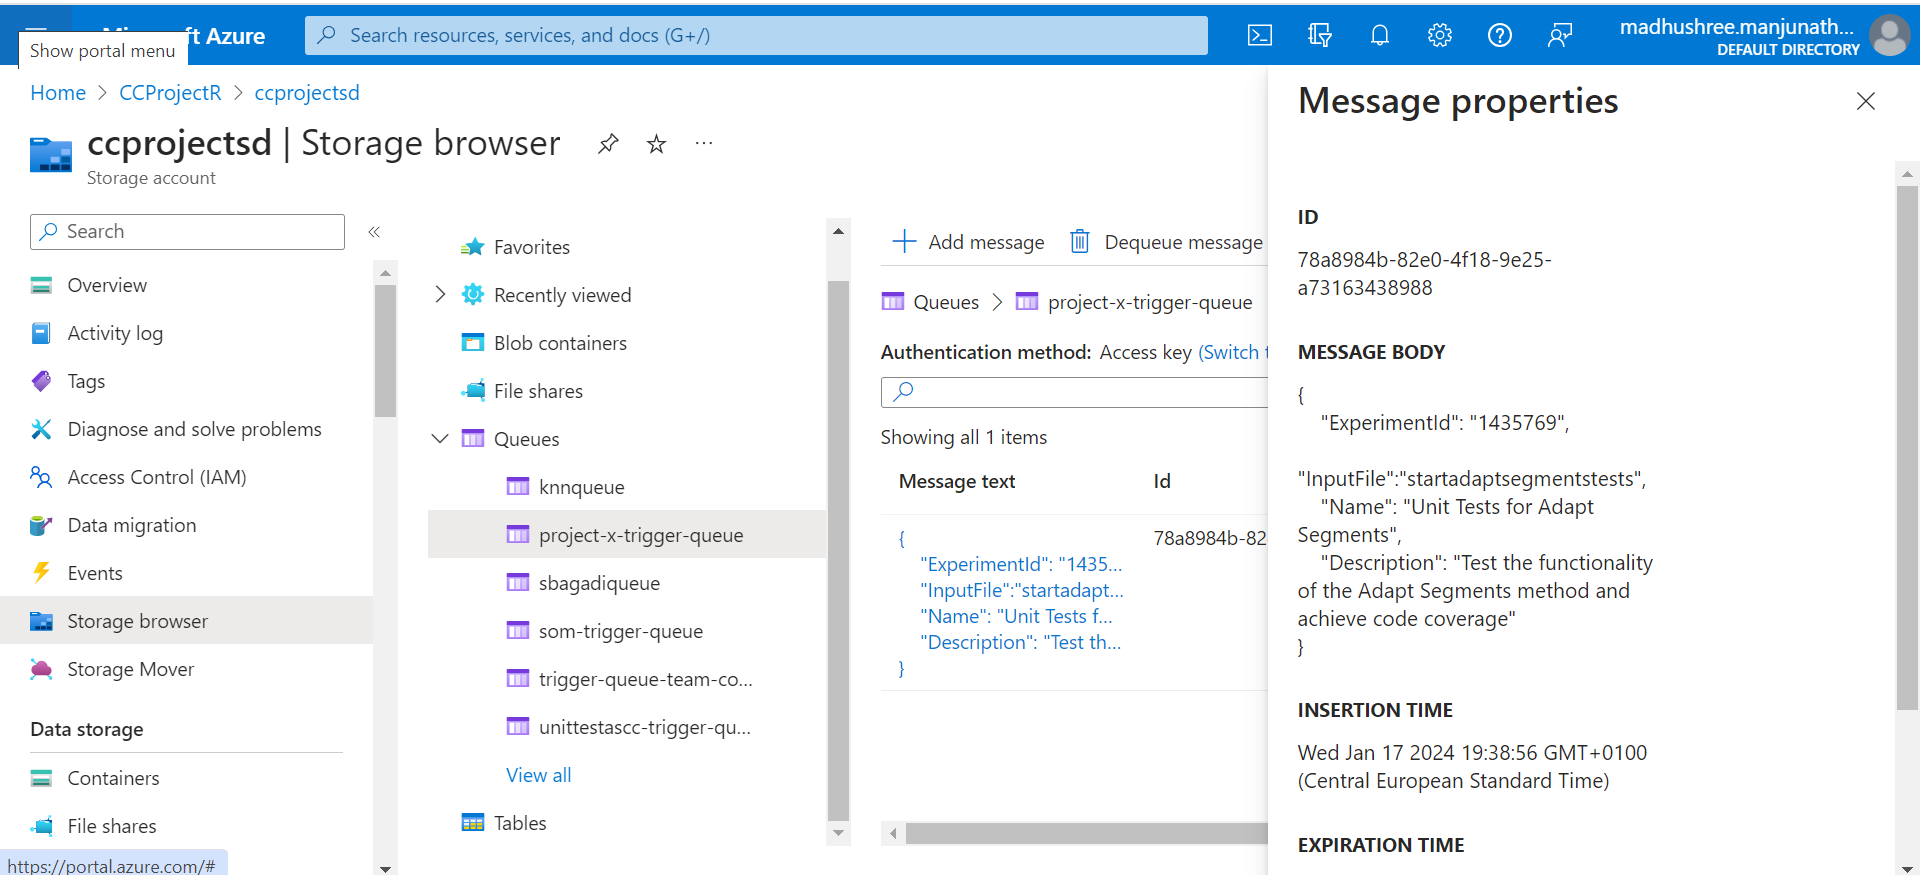 Microsoft Azure
Show portal menu
Search resources, services, and docs (G+/)
madhushree.manjunath...
DEFAULT DIRECTORY
Home > CCProjectR > ccprojectsd
ccprojectsd | Storage browser
...
Storage account
Search
«
Overview
Activity log
Tags
Diagnose and solve problems
Access Control (IAM)
Data migration
Events
Storage browser
Storage Mover
Data storage
Containers
File shares
https://portal.azure.com/#
Favorites
Recently viewed
Blob containers
File shares
Queues
knnqueue
project-x-trigger-queue
sbagadiqueue
som-trigger-queue
trigger-queue-team-co...
unittestascc-trigger-qu...
View all
Tables
Add message
Dequeue message
Queues > project-x-trigger-queue
Authentication method: Access key (Switch
Showing all 1 items
Message text Id
{ 78a8984b-82
"ExperimentId": "1435...
"InputFile":"startadapt...
"Name": "Unit Tests f...
"Description": "Test th...
}
Message properties
ID
78a8984b-82e0-4f18-9e25-
a73163438988
MESSAGE BODY
{
"ExperimentId": "1435769",
"InputFile":"startadaptsegmentstests",
"Name": "Unit Tests for Adapt
Segments",
"Description": "Test the functionality
of the Adapt Segments method and
achieve code coverage"
}
INSERTION TIME
Wed Jan 17 2024 19:38:56 GMT+0100
(Central European Standard Time)
EXPIRATION TIME